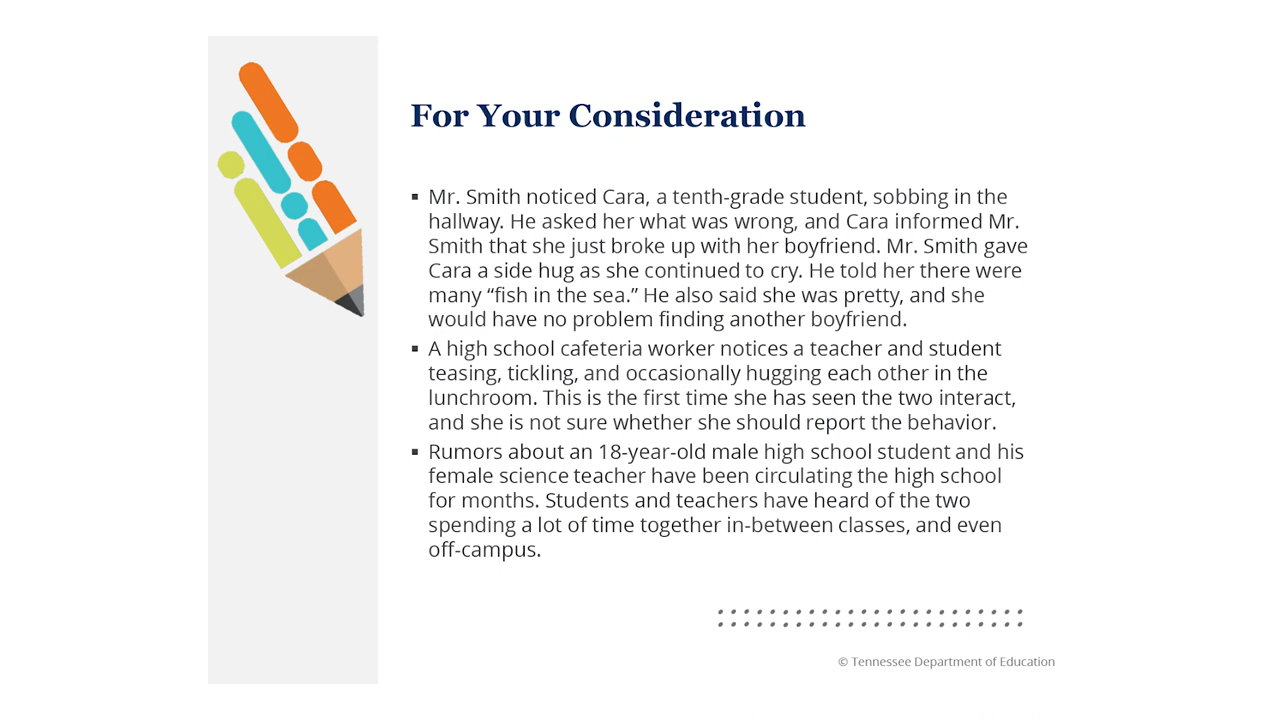 For Your Consideration
▪ Mr. Smith noticed Cara, a tenth-grade student, sobbing in the
hallway. He asked her what was wrong, and Cara informed Mr.
Smith that she just broke up with her boyfriend. Mr. Smith gave
Cara a side hug as she continued to cry. He told her there were
many “fish in the sea.” He also said she was pretty, and she
would have no problem finding another boyfriend.
▪ A high school cafeteria worker notices a teacher and student
teasing, tickling, and occasionally hugging each other in the
lunchroom. This is the first time she has seen the two interact,
and she is not sure whether she should report the behavior.
▪ Rumors about an 18-year-old male high school student and his
female science teacher have been circulating the high school
for months. Students and teachers have heard of the two
spending a lot of time together in-between classes, and even
off-campus.
© Tennessee Department of Education